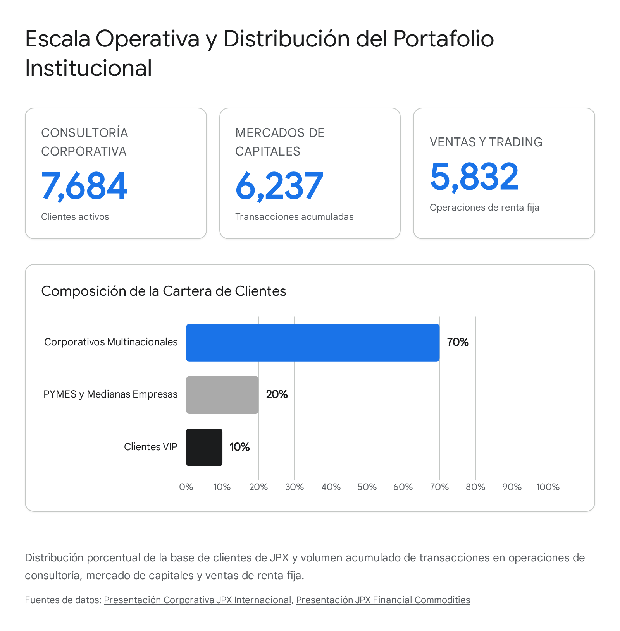 Escala Operativa y Distribución del Portafolio
Institucional
CONSULTORÍA
CORPORATIVA
7,684
Clientes activos
MERCADOS DE
CAPITALES
6,237
Transacciones acumuladas
VENTAS Y TRADING
5,832
Operaciones de renta fija
Composición de la Cartera de Clientes
Corporativos Multinacionales 70%
PYMES y Medianas Empresas 20%
Clientes VIP 10%
0% 10% 20% 30% 40% 50% 60% 70% 80% 90% 100%
Distribución porcentual de la base de clientes de JPX y volumen acumulado de transacciones en operaciones de
consultoría, mercado de capitales y ventas de renta fija.
Fuentes de datos: Presentación Corporativa JPX Internacional, Presentación JPX Financial Commodities